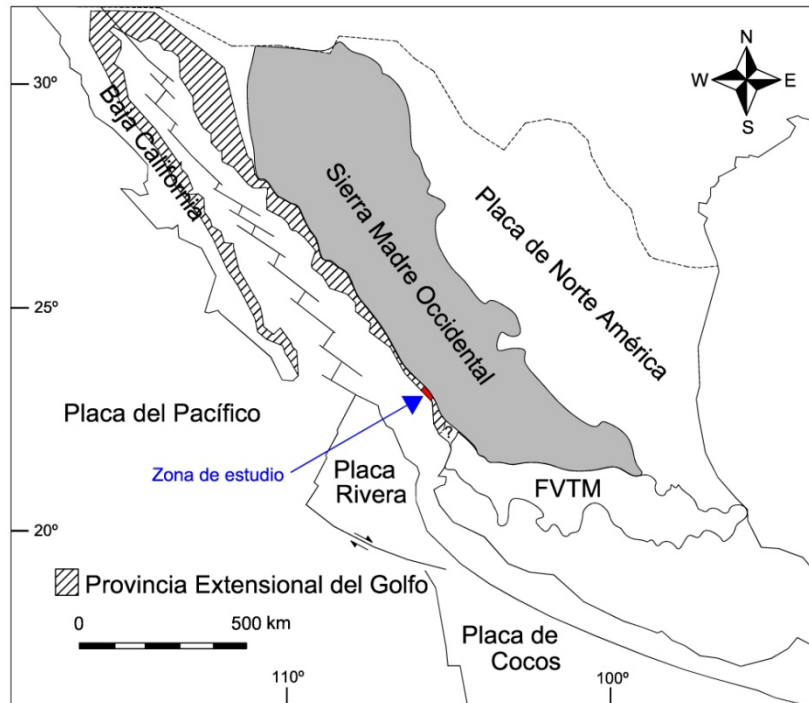 N
W E
S
30º
25º
20º
Baja California
Sierra Madre Occidental
Placa de Norte América
Placa del Pacífico
Zona de estudio
Placa
Rivera
?
FVTM
Provincia Extensional del Golfo
0 500 km
Placa de
Cocos
110º
100º